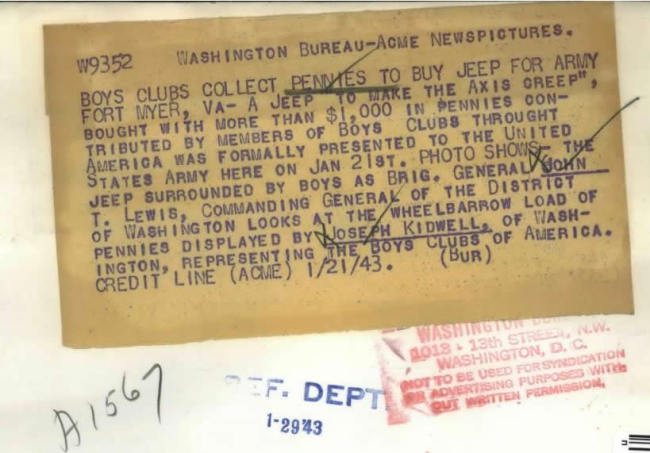 W9352 WASHINGTON BUREAU-ACME NEWSPICTURES.
BOYS CLUBS COLLECT PENNIES TO BUY JEEP FOR ARMY
FORT MYER, VA- A JEEP "TO MAKE THE AXIS CREEP",
BOUGHT WITH MORE THAN $1,000 IN PENNIES CON-
TRIBUTED BY MEMBERS OF BOYS CLUBS THROUGHT
AMERICA WAS FORMALLY PRESENTED TO THE UNITED
STATES ARMY HERE ON JAN 21ST. PHOTO SHOWS THE
JEEP SURROUNDED BY BOYS AS BRIG. GENERAL JOHN
T. LEWIS, COMMANDING GENERAL OF THE DISTRICT
OF WASHINGTON LOOKS AT THE WHEELBARROW LOAD OF
PENNIES DISPLAYED BY JOSEPH KIDWELL, OF WASH-
INGTON, REPRESENTING THE BOYS CLUBS OF AMERICA.
CREDIT LINE (ACME) 1/21/43. (BUR)
WASHINGTON
1013 - 13th STREET, N.W.
WASHINGTON, D. C.
NOT TO BE USED FOR SYNDICATION
OR ADVERTISING PURPOSES WITH-
OUT WRITTEN PERMISSION.
A1567
REF. DEPT
1-29 43